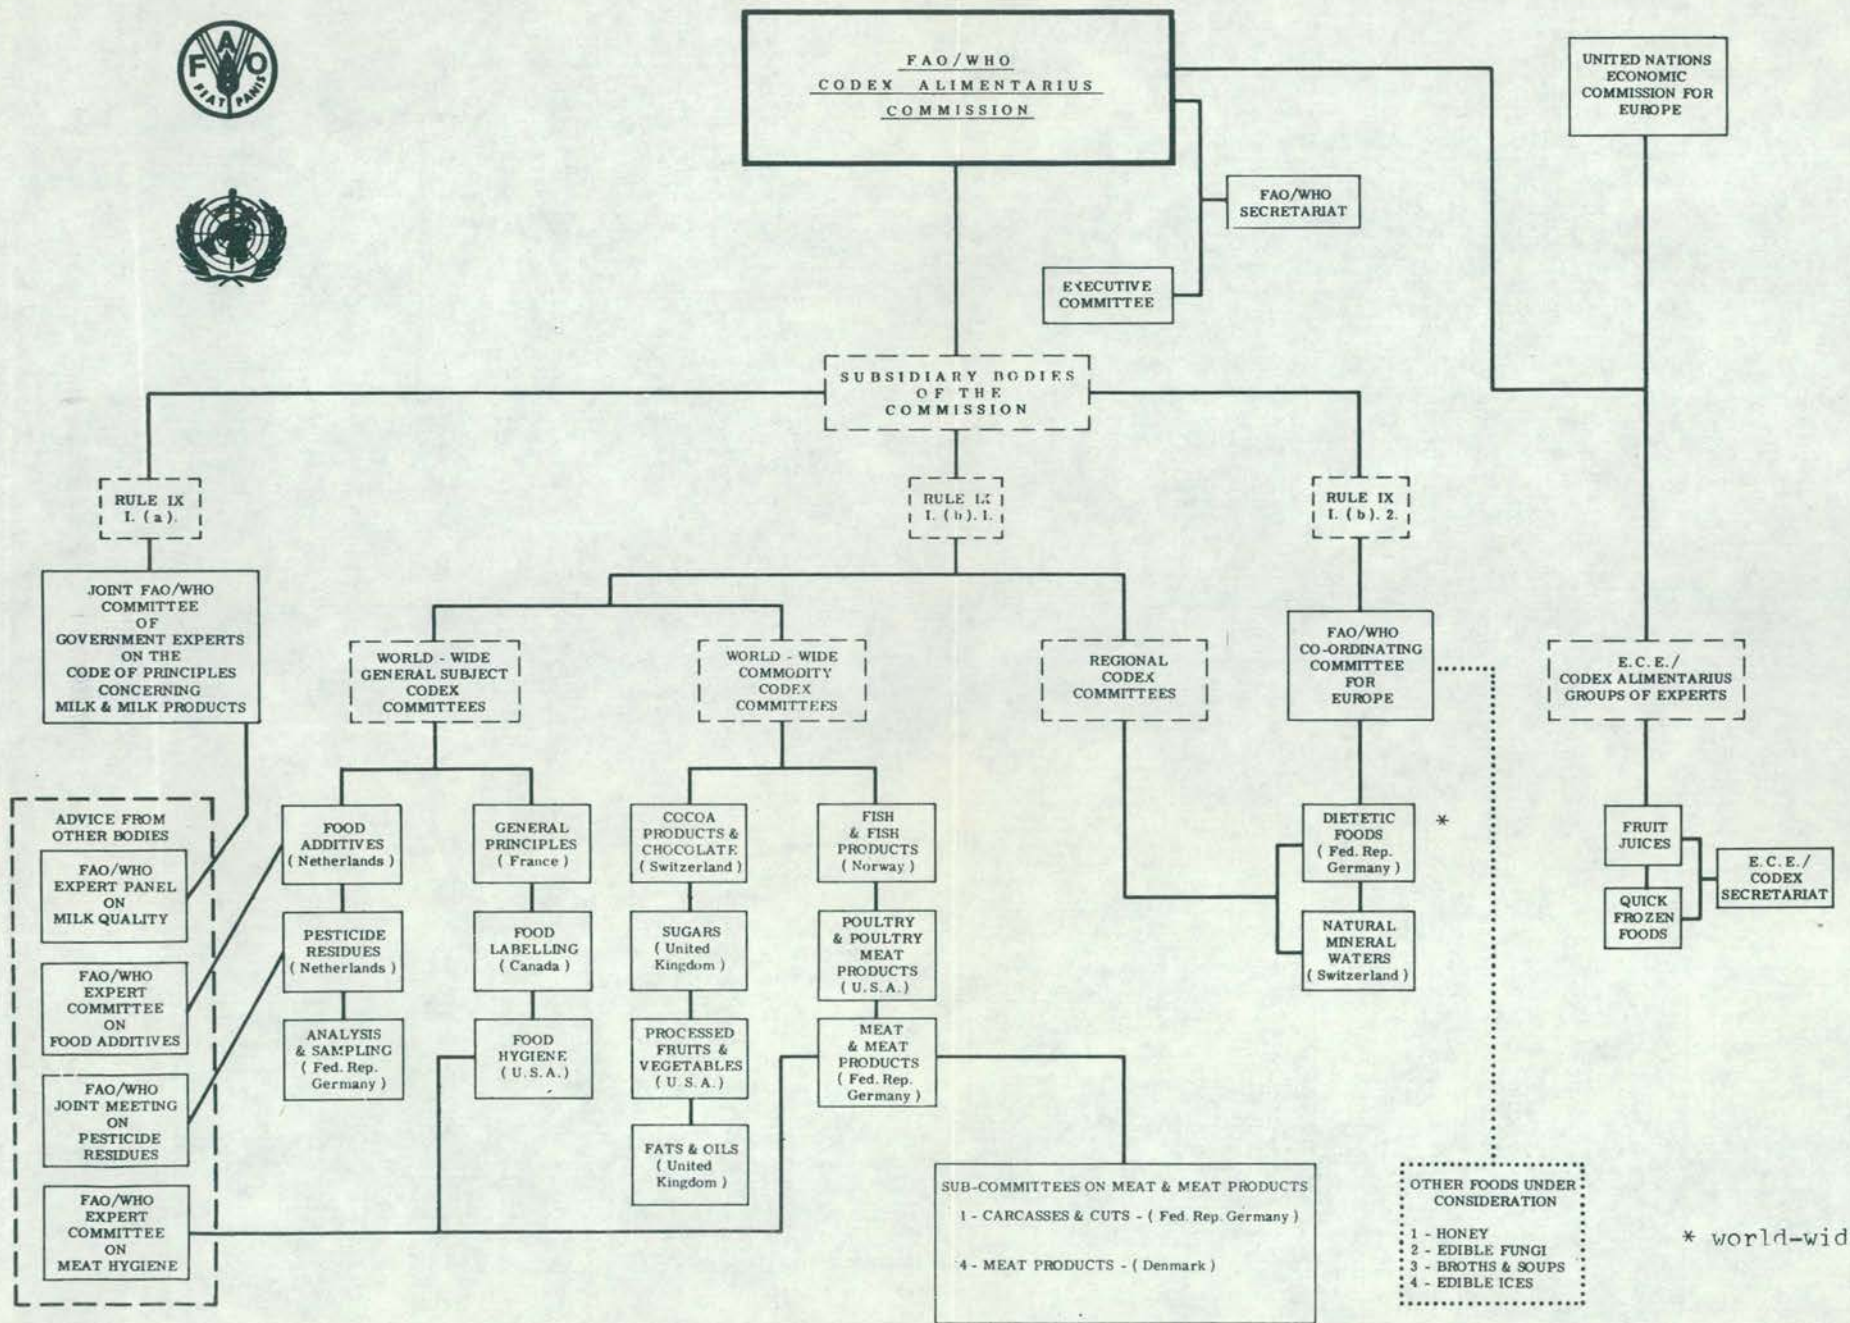 FAO
FIAT PANIS
FAO/WHO
CODEX ALIMENTARIUS
COMMISSION
UNITED NATIONS
ECONOMIC
COMMISSION FOR
EUROPE
FAO/WHO
SECRETARIAT
EXECUTIVE
COMMITTEE
SUBSIDIARY BODIES
OF THE
COMMISSION
RULE IX
I. (a).
RULE IX
I. (b). 1.
RULE IX
I. (b). 2.
JOINT FAO/WHO
COMMITTEE
OF
GOVERNMENT EXPERTS
ON THE
CODE OF PRINCIPLES
CONCERNING
MILK & MILK PRODUCTS
WORLD - WIDE
GENERAL SUBJECT
CODEX
COMMITTEES
WORLD - WIDE
COMMODITY
CODEX
COMMITTEES
REGIONAL
CODEX
COMMITTEES
FAO/WHO
CO-ORDINATING
COMMITTEE
FOR
EUROPE
E.C.E./
CODEX ALIMENTARIUS
GROUPS OF EXPERTS
ADVICE FROM
OTHER BODIES
FAO/WHO
EXPERT PANEL
ON
MILK QUALITY
FAO/WHO
EXPERT
COMMITTEE
ON
FOOD ADDITIVES
FAO/WHO
JOINT MEETING
ON
PESTICIDE
RESIDUES
FAO/WHO
EXPERT
COMMITTEE
ON
MEAT HYGIENE
FOOD
ADDITIVES
( Netherlands )
PESTICIDE
RESIDUES
( Netherlands )
ANALYSIS
& SAMPLING
( Fed. Rep.
Germany )
GENERAL
PRINCIPLES
( France )
FOOD
LABELLING
( Canada )
FOOD
HYGIENE
( U.S.A. )
COCOA
PRODUCTS &
CHOCOLATE
( Switzerland )
SUGARS
( United
Kingdom )
PROCESSED
FRUITS &
VEGETABLES
( U.S.A. )
FATS & OILS
( United
Kingdom )
FISH
& FISH
PRODUCTS
( Norway )
POULTRY
& POULTRY
MEAT
PRODUCTS
( U.S.A. )
MEAT
& MEAT
PRODUCTS
( Fed. Rep.
Germany )
SUB-COMMITTEES ON MEAT & MEAT PRODUCTS
1 - CARCASSES & CUTS - ( Fed. Rep. Germany )
4 - MEAT PRODUCTS - ( Denmark )
DIETETIC
FOODS
( Fed. Rep.
Germany )
*
NATURAL
MINERAL
WATERS
( Switzerland )
FRUIT
JUICES
QUICK
FROZEN
FOODS
E.C.E./
CODEX
SECRETARIAT
OTHER FOODS UNDER
CONSIDERATION
1 - HONEY
2 - EDIBLE FUNGI
3 - BROTHS & SOUPS
4 - EDIBLE ICES
* world-wid